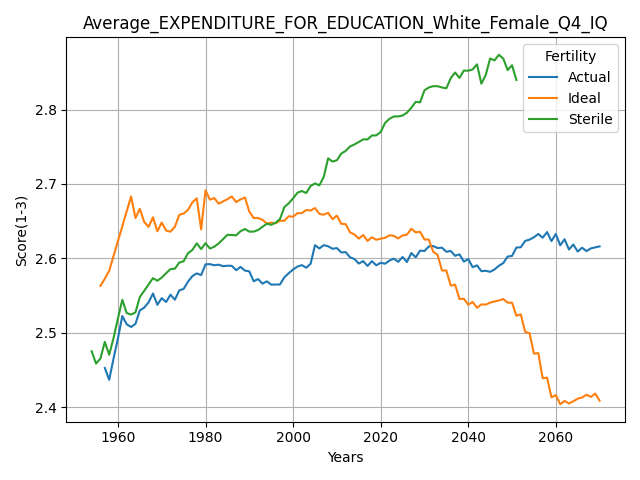 Average_EXPENDITURE_FOR_EDUCATION_White_Female_Q4_IQ
Score(1-3)
2.8
2.7
2.6
2.5
2.4
Fertility
Actual
Ideal
Sterile
1960 1980 2000 2020 2040 2060
Years